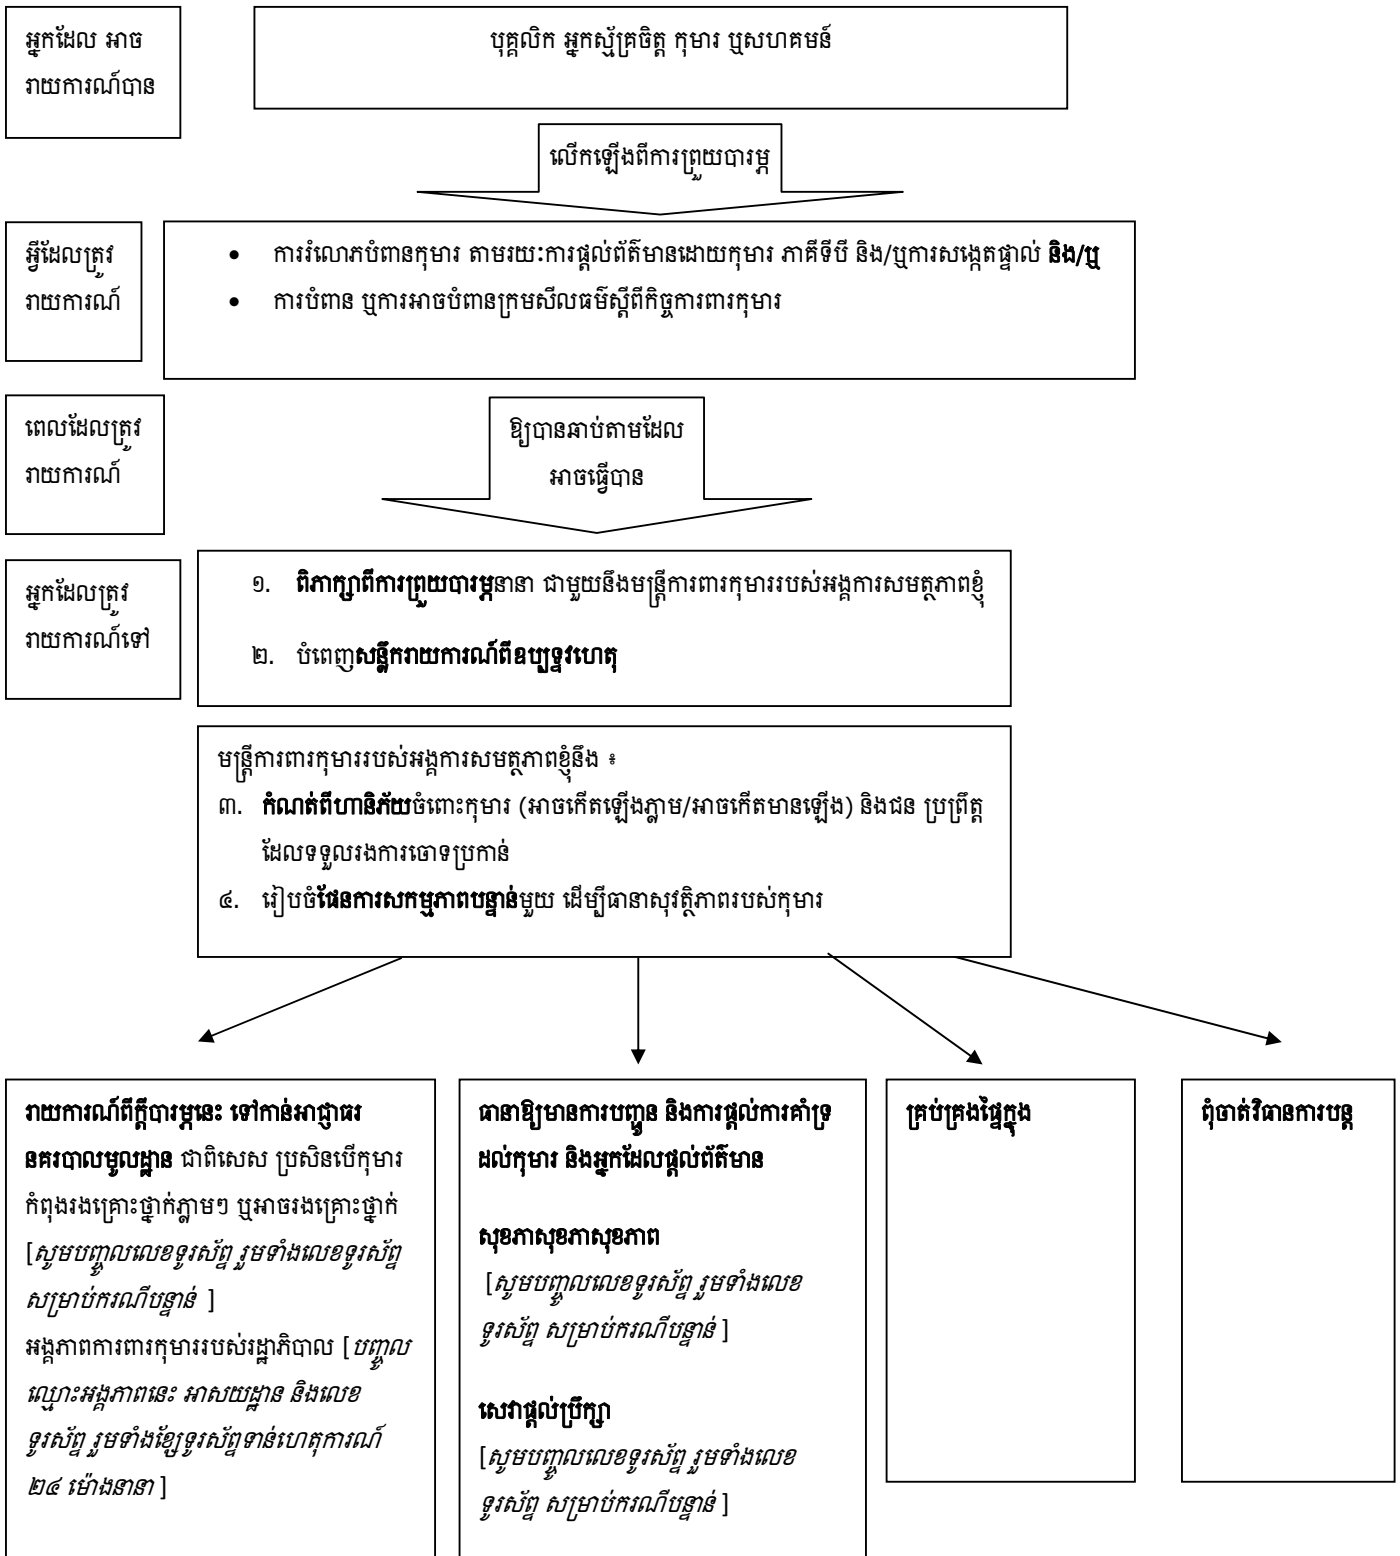 អ្នកដែល អាច
រាយការណ៍បាន
បុគ្គលិក អ្នកស្ម័គ្រចិត្ត កុមារ ឬសហគមន៍
លើកឡើងពីការព្រួយបារម្ភ
អ្វីដែលត្រូវ
រាយការណ៍
• ការរំលោភបំពានកុមារ តាមរយៈការផ្តល់ព័ត៌មានដោយកុមារ ភាគីទីបី និង/ឬការសង្កេតផ្ទាល់ និង/ឬ
• ការបំពាន ឬការអាចបំពានក្រមសីលធម៌ស្តីពីកិច្ចការពារកុមារ
ពេលដែលត្រូវ
រាយការណ៍
ឱ្យបានឆាប់តាមដែល
អាចធ្វើបាន
អ្នកដែលត្រូវ
រាយការណ៍ទៅ
១. ពិភាក្សាពីការព្រួយបារម្ភនានា ជាមួយនឹងមន្ត្រីការពារកុមាររបស់អង្គការសមត្ថភាពខ្ញុំ
២. បំពេញសន្លឹករាយការណ៍ពីឧប្បទ្ទវហេតុ
មន្ត្រីការពារកុមាររបស់អង្គការសមត្ថភាពខ្ញុំនឹង ៖
៣. កំណត់ពីហានិភ័យចំពោះកុមារ (អាចកើតឡើងភ្លាម/អាចកើតមានឡើង) និងជន ប្រព្រឹត្ត
ដែលទទួលរងការចោទប្រកាន់
៤. រៀបចំផែនការសកម្មភាពបន្ទាន់មួយ ដើម្បីធានាសុវត្ថិភាពរបស់កុមារ
រាយការណ៍ពីក្តីបារម្ភនេះ ទៅកាន់អាជ្ញាធរ
នគរបាលមូលដ្ឋាន ជាពិសេស ប្រសិនបើកុមារ
កំពុងរងគ្រោះថ្នាក់ភ្លាមៗ ឬអាចរងគ្រោះថ្នាក់
[សូមបញ្ចូលលេខទូរស័ព្ទ រួមទាំងលេខទូរស័ព្ទ
សម្រាប់ករណីបន្ទាន់ ]
អង្គភាពការពារកុមាររបស់រដ្ឋាភិបាល [បញ្ចូល
ឈ្មោះអង្គភាពនេះ អាសយដ្ឋាន និងលេខ
ទូរស័ព្ទ រួមទាំងខ្សែទូរស័ព្ទទាន់ហេតុការណ៍
២៤ ម៉ោងនានា ]
ធានាឱ្យមានការបញ្ជូន និងការផ្តល់ការគាំទ្រ
ដល់កុមារ និងអ្នកដែលផ្តល់ព័ត៌មាន
សុខភាសុខភាសុខភាព
[សូមបញ្ចូលលេខទូរស័ព្ទ រួមទាំងលេខ
ទូរស័ព្ទ សម្រាប់ករណីបន្ទាន់ ]
សេវាផ្តល់ប្រឹក្សា
[សូមបញ្ចូលលេខទូរស័ព្ទ រួមទាំងលេខ
ទូរស័ព្ទ សម្រាប់ករណីបន្ទាន់ ]
គ្រប់គ្រងផ្ទៃក្នុង
ពុំចាត់វិធានការបន្ត